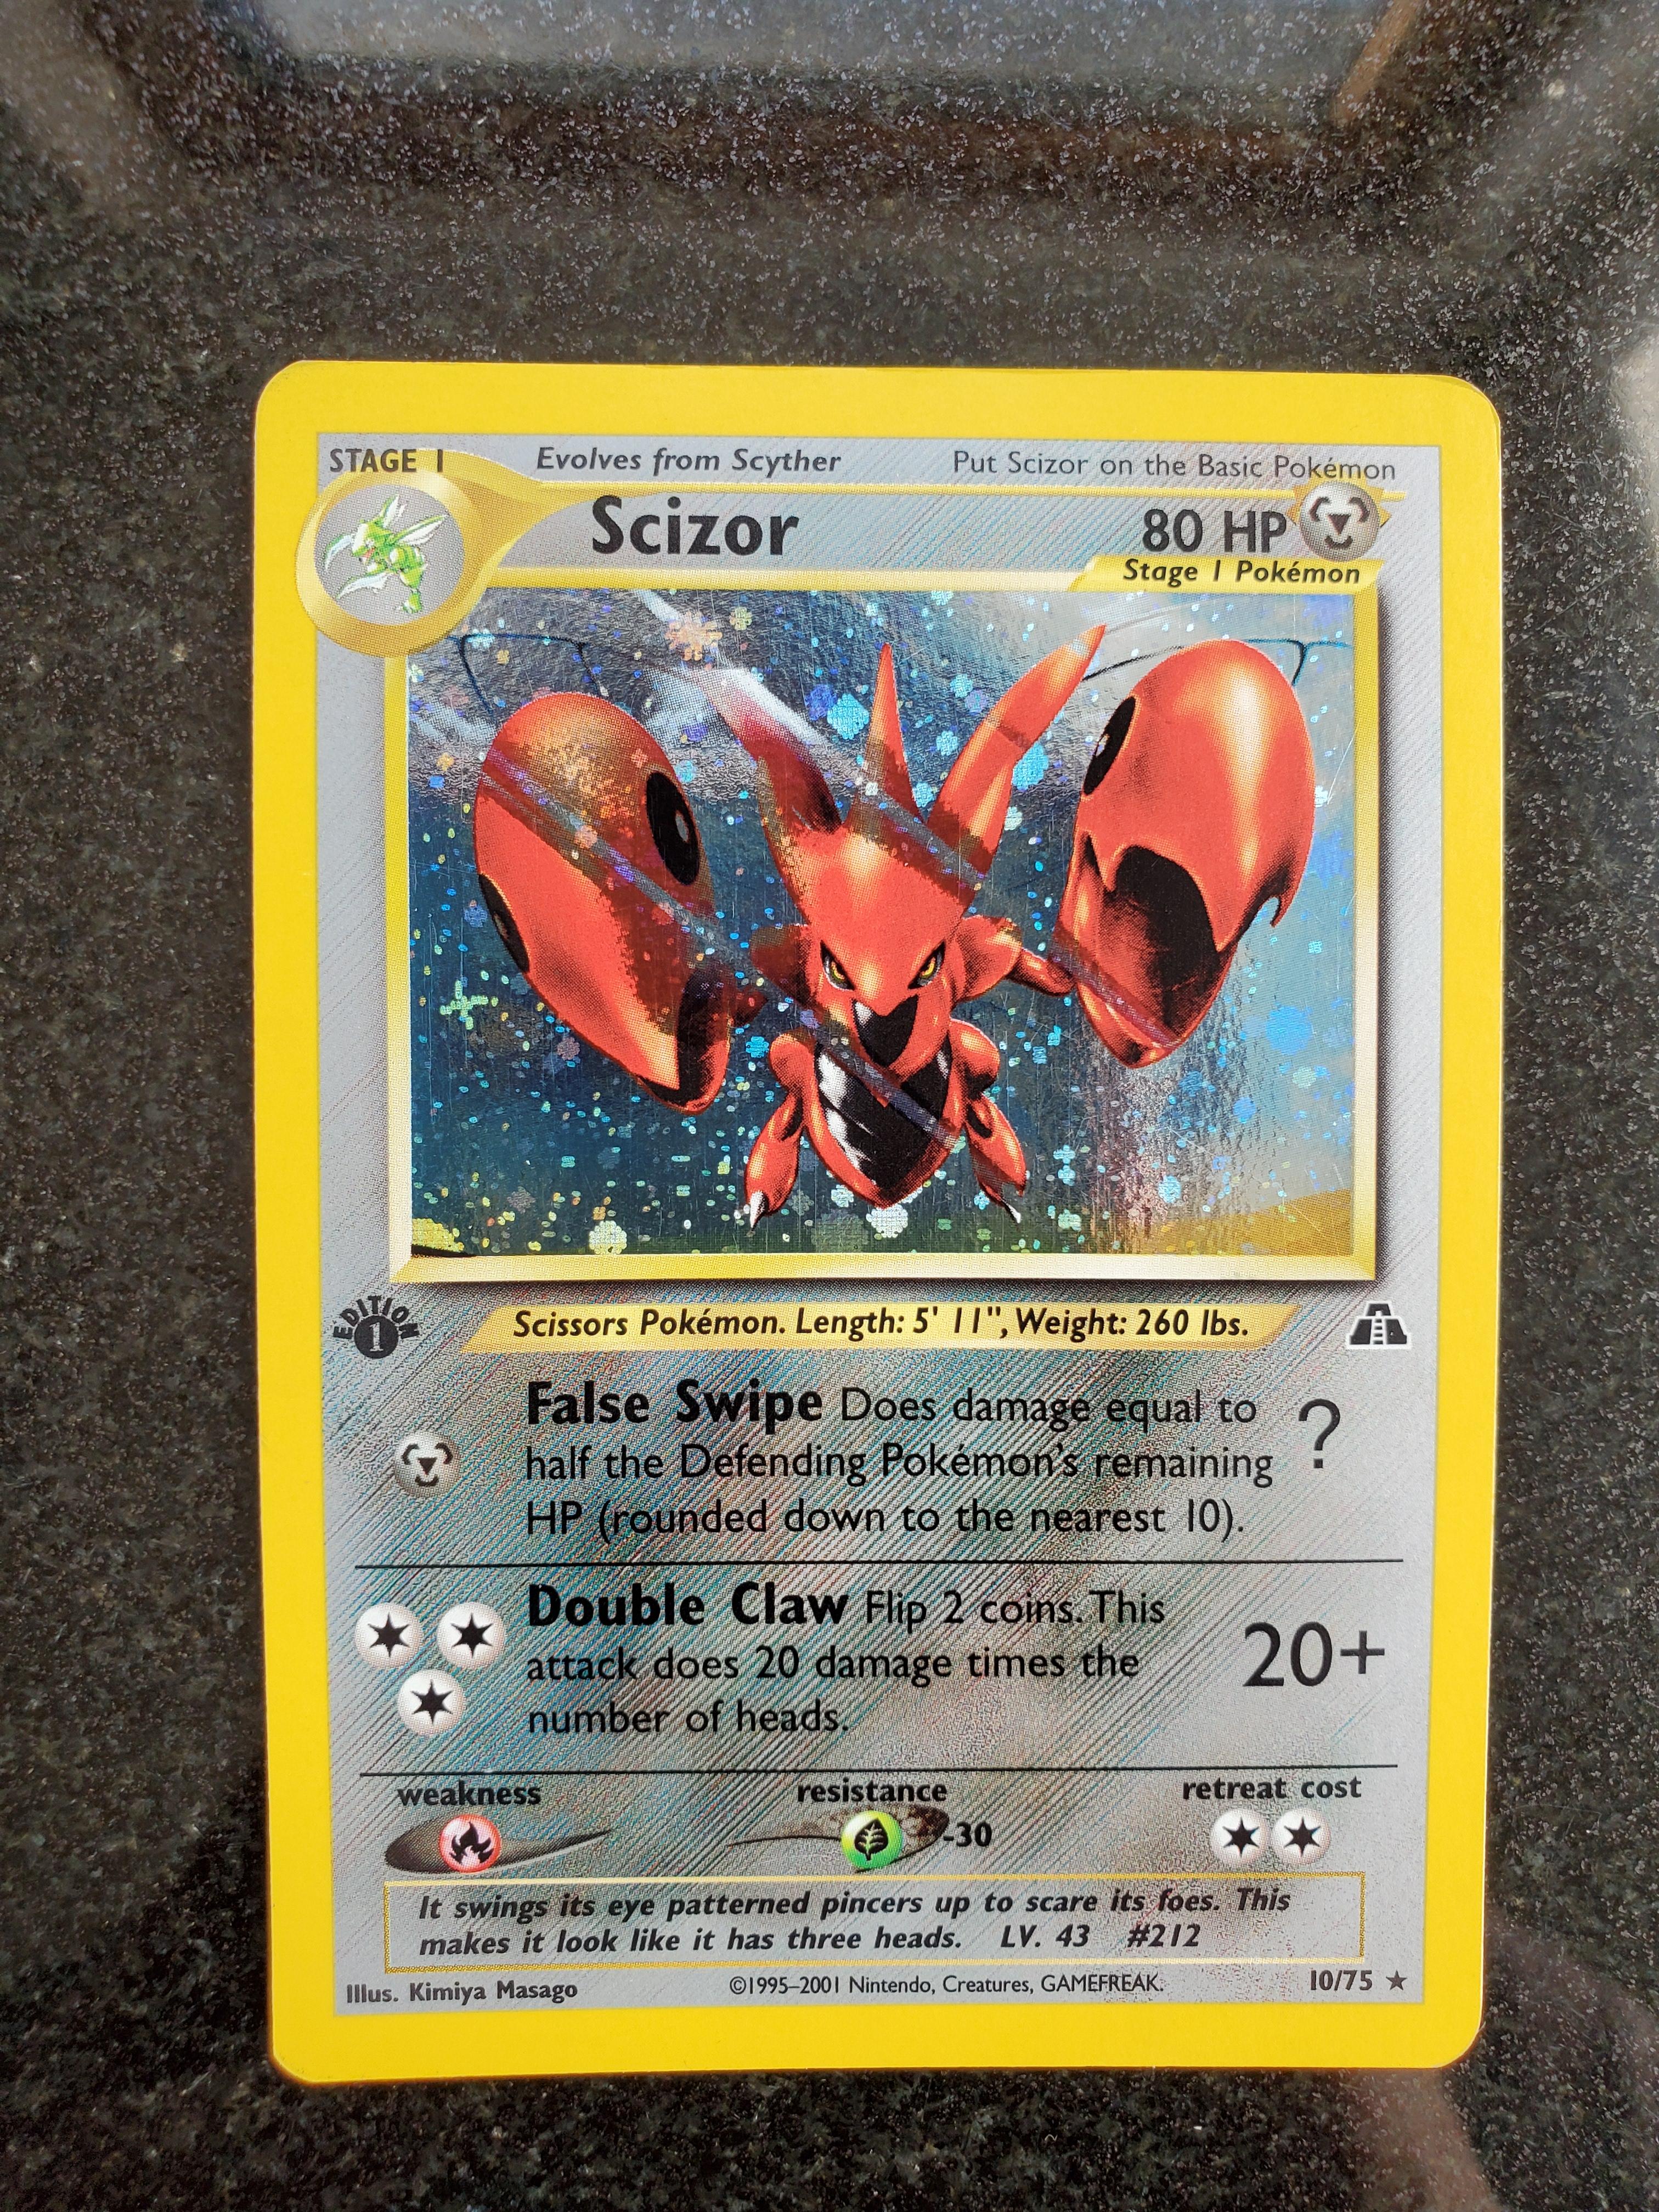 STAGE 1
Evolves from Scyther
Put Scizor on the Basic Pokémon
Scizor
80 HP
Stage 1 Pokémon
EDITION
1
Scissors Pokémon. Length: 5' 11", Weight: 260 lbs.
False Swipe Does damage equal to
half the Defending Pokémon's remaining
HP (rounded down to the nearest 10).
?
Double Claw Flip 2 coins. This
attack does 20 damage times the
number of heads.
20+
weakness
resistance
retreat cost
-30
It swings its eye patterned pincers up to scare its foes. This
makes it look like it has three heads. LV. 43 #212
Illus. Kimiya Masago
©1995–2001 Nintendo, Creatures, GAMEFREAK.
10/75 ★